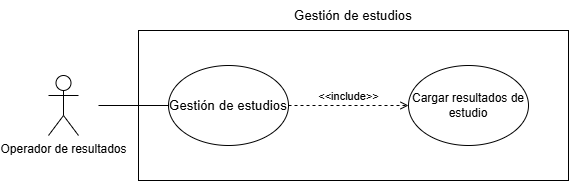 Gestión de estudios
Gestión de estudios
<<include>>
Cargar resultados de
estudio
Operador de resultados